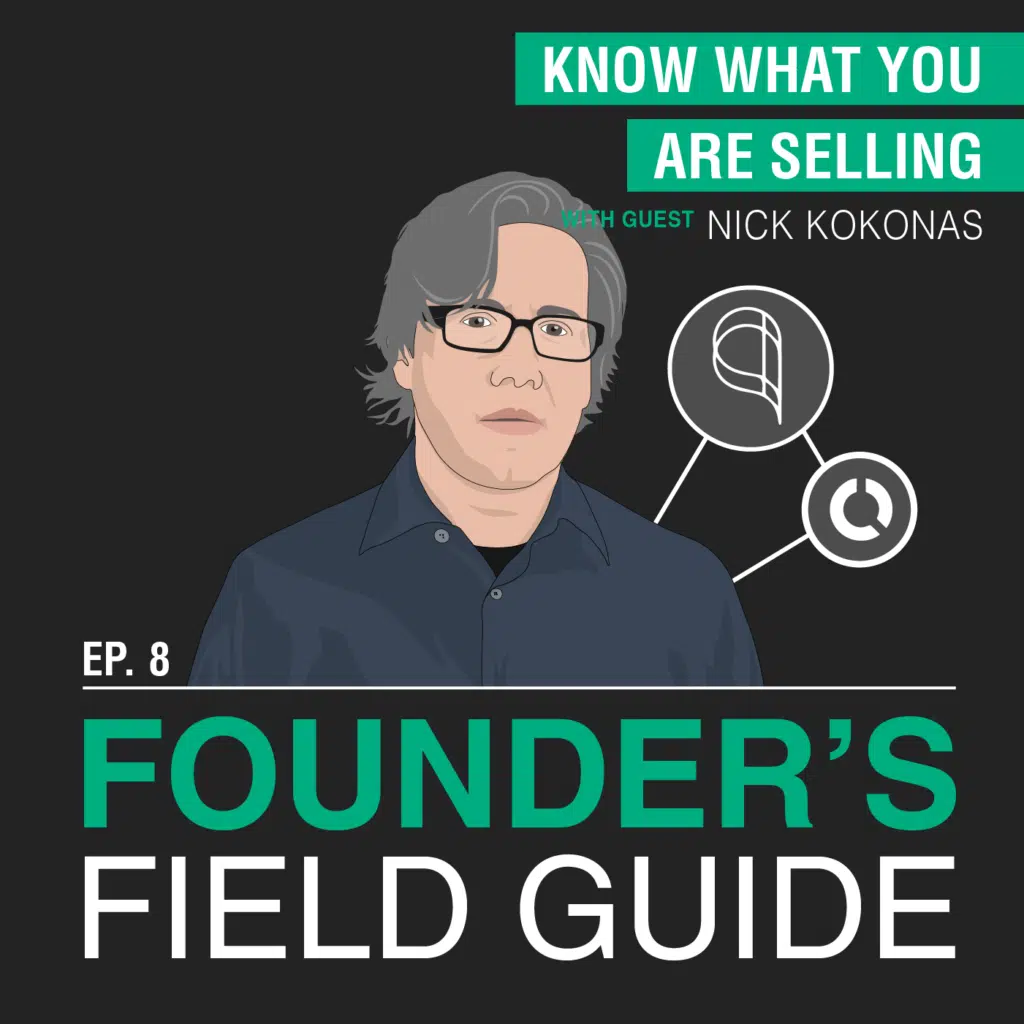 KNOW WHAT YOU
ARE SELLING
WITH GUEST NICK KOKONAS
EP. 8
FOUNDER'S
FIELD GUIDE